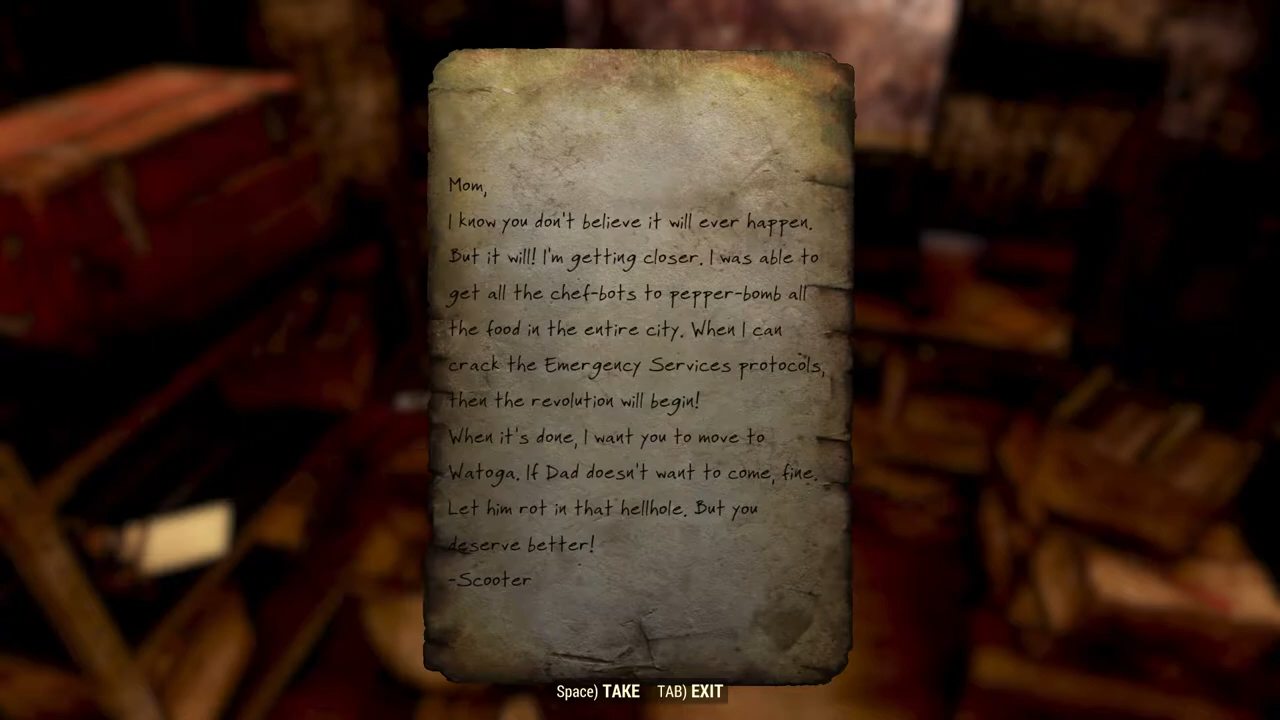 Mom,
I know you don't believe it will ever happen.
But it will! I'm getting closer. I was able to
get all the chef-bots to pepper-bomb all
the food in the entire city. When I can
crack the Emergency Services protocols,
then the revolution will begin!
When it's done, I want you to move to
Watoga. If Dad doesn't want to come, fine.
Let him rot in that hellhole. But you
deserve better!
-Scooter
Space) TAKE TAB) EXIT